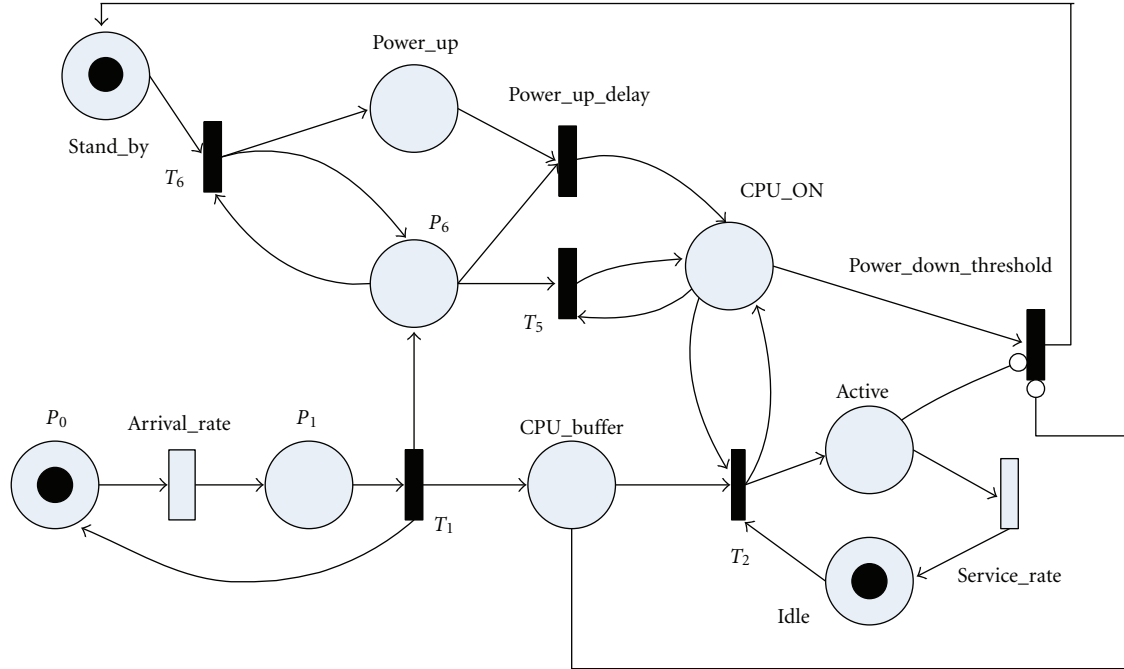 Power_up
Power_up_delay
Stand_by
T6
CPU_ON
P6
Power_down_threshold
T5
Active
P0
Arrival_rate
P1
CPU_buffer
T1
T2
Service_rate
Idle